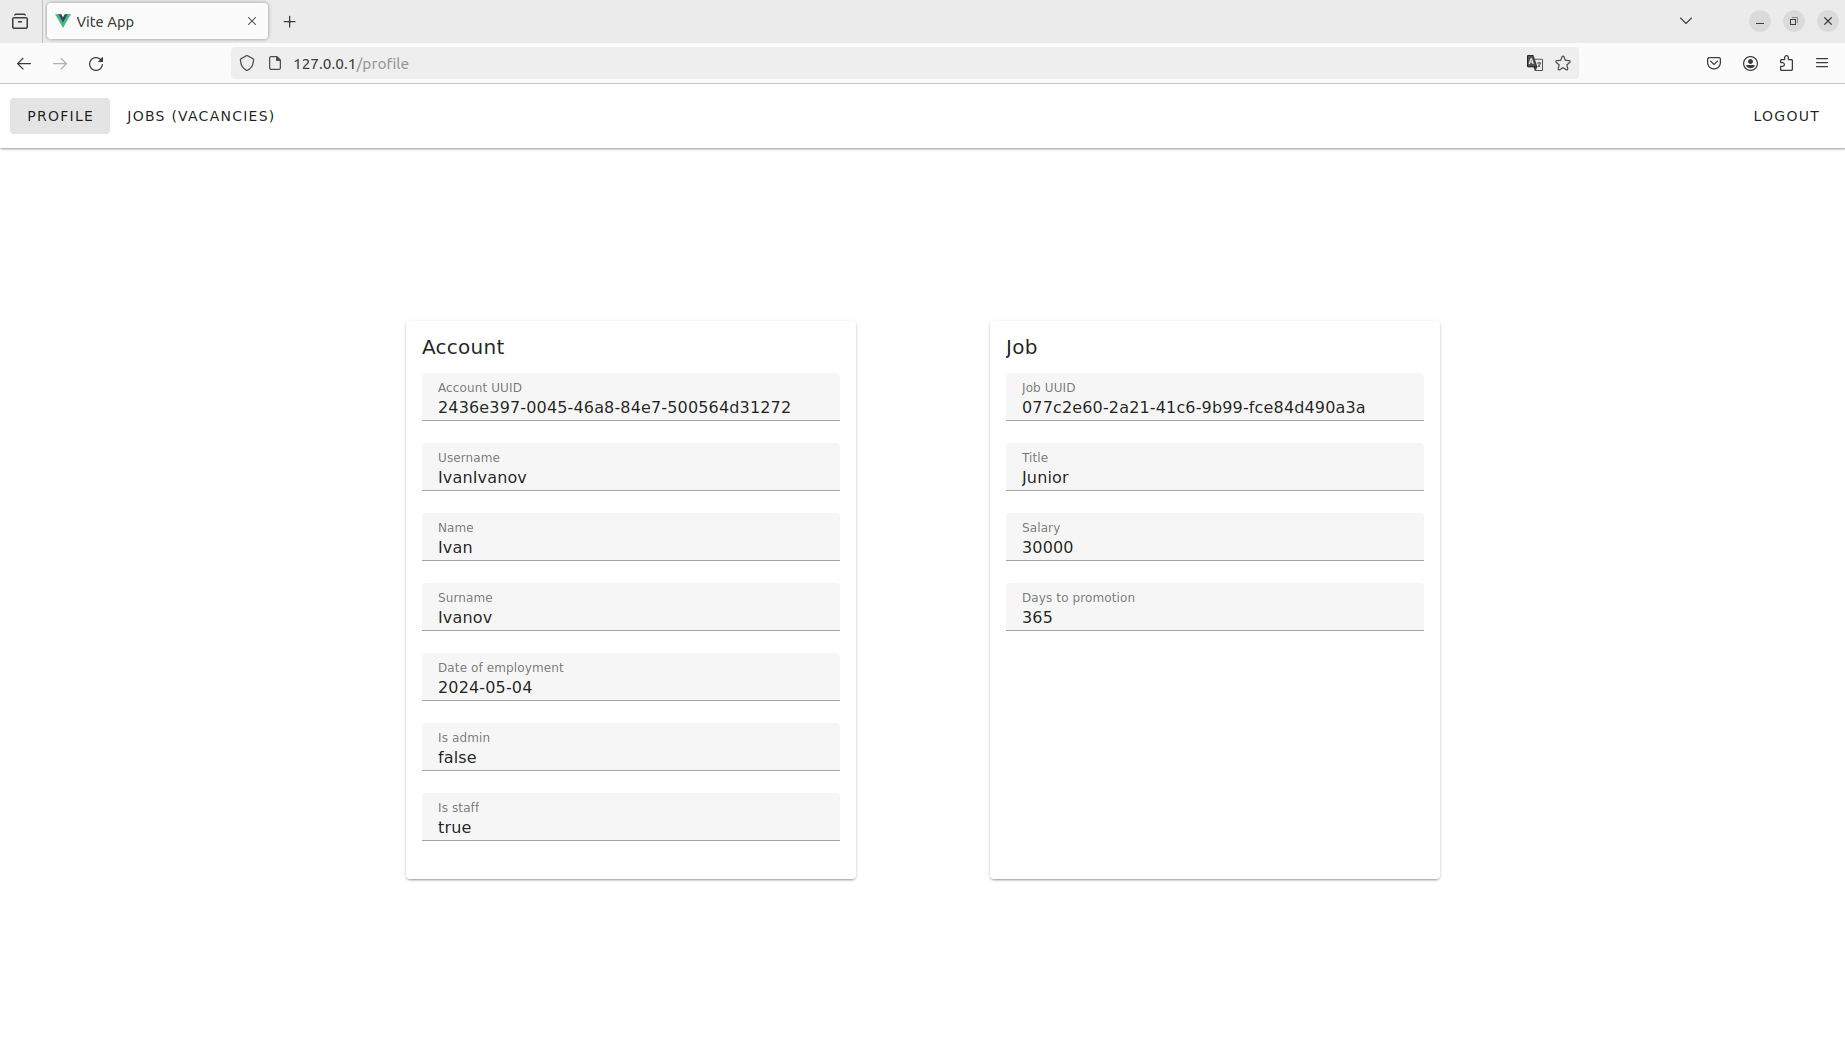 Vite App
127.0.0.1/profile
PROFILE JOBS (VACANCIES) LOGOUT
Account
Account UUID
2436e397-0045-46a8-84e7-500564d31272
Username
IvanIvanov
Name
Ivan
Surname
Ivanov
Date of employment
2024-05-04
Is admin
false
Is staff
true
Job
Job UUID
077c2e60-2a21-41c6-9b99-fce84d490a3a
Title
Junior
Salary
30000
Days to promotion
365